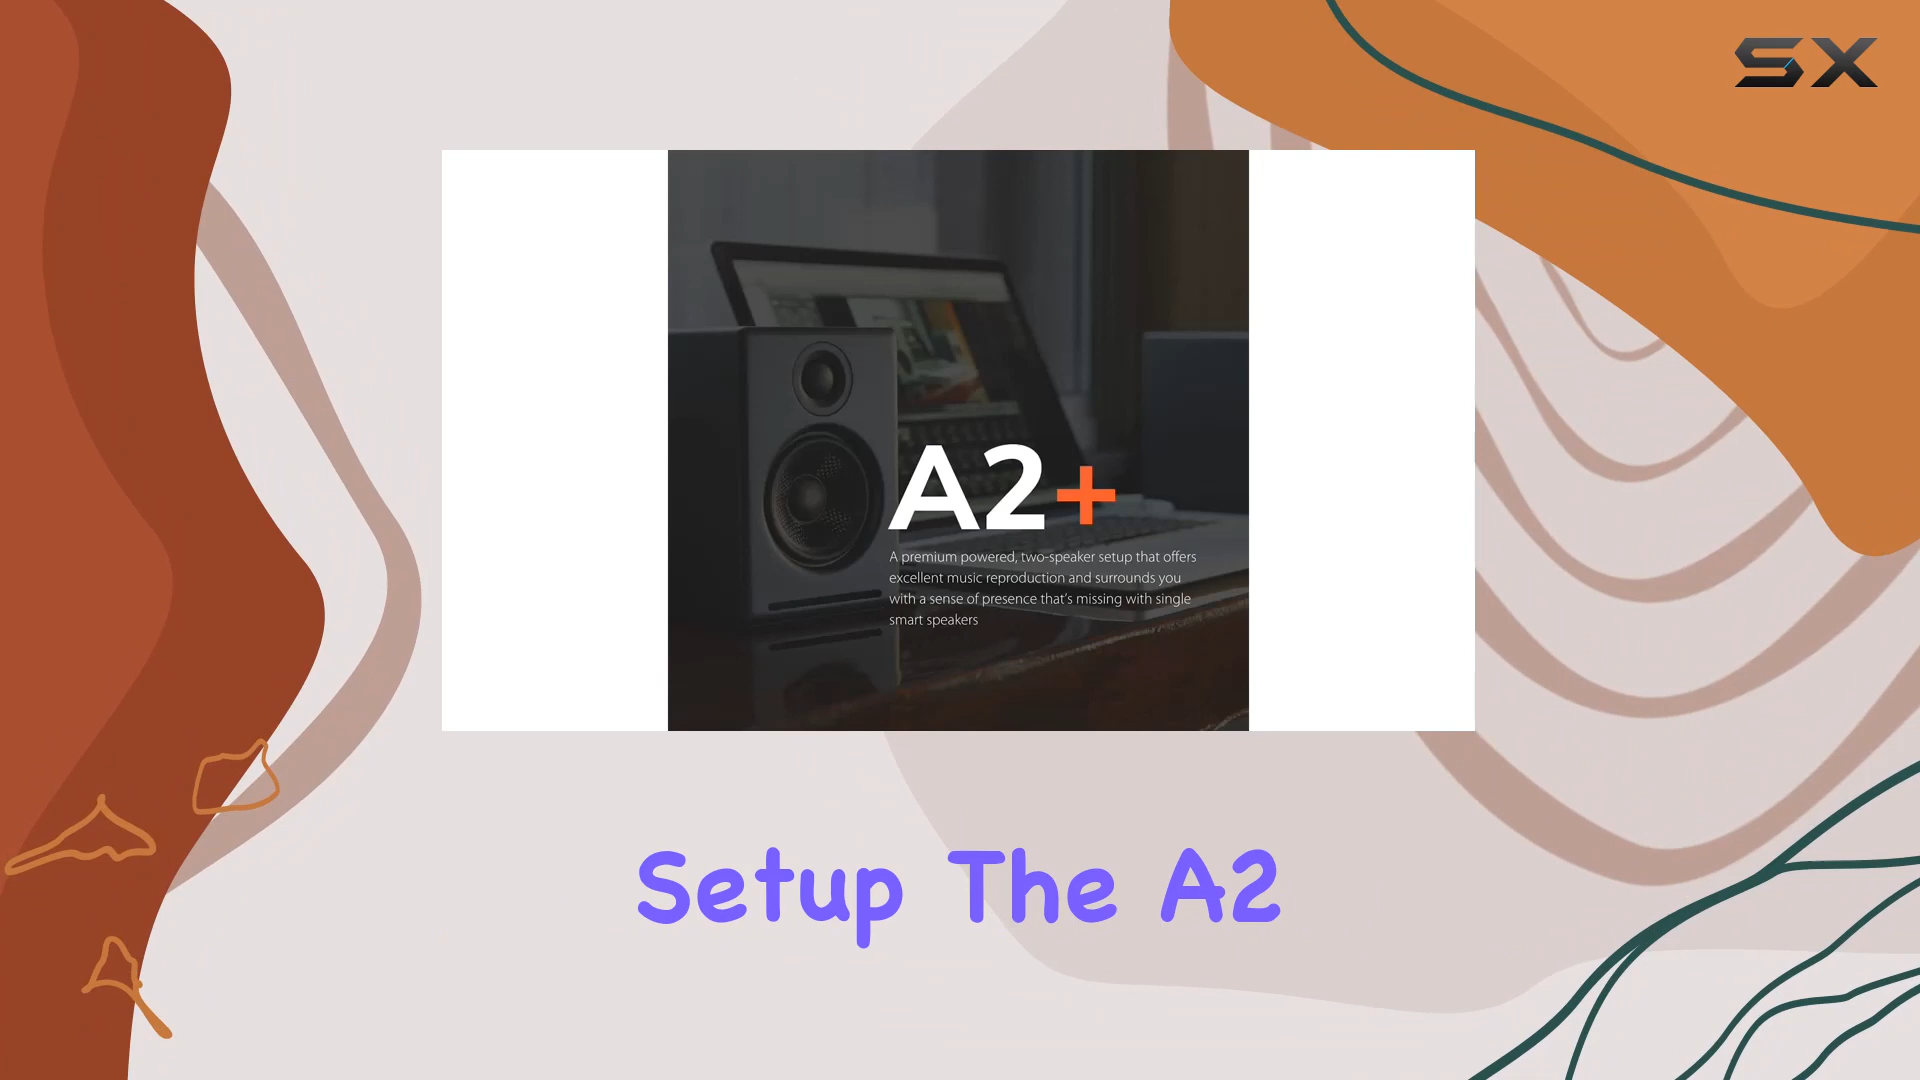 SX
A2+
A premium powered, two-speaker setup that offers
excellent music reproduction and surrounds you
with a sense of presence that's missing with single
smart speakers
Setup The A2